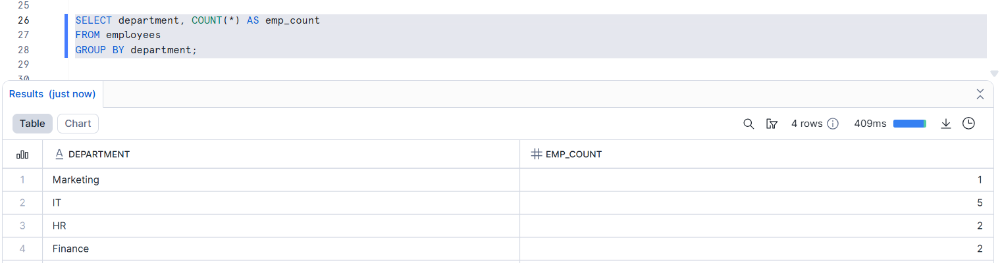 25
26 SELECT department, COUNT(*) AS emp_count
27 FROM employees
28 GROUP BY department;
29
30
Results (just now)
Table Chart 4 rows 409ms
A DEPARTMENT # EMP_COUNT
1 Marketing 1
2 IT 5
3 HR 2
4 Finance 2